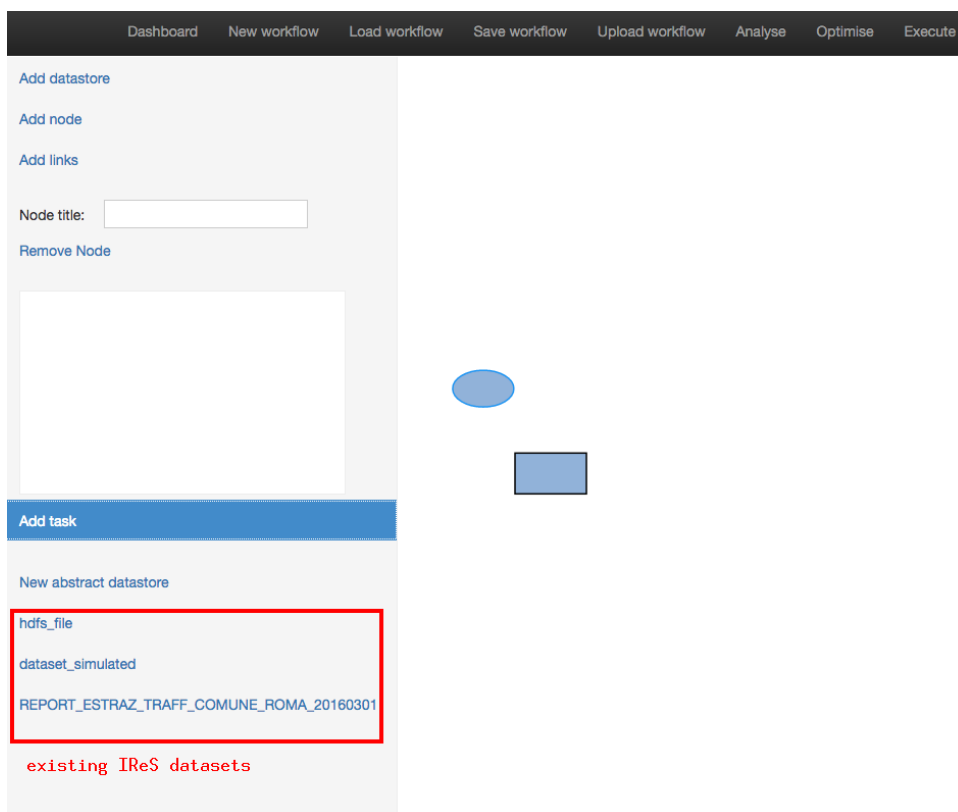 Dashboard New workflow Load workflow Save workflow Upload workflow Analyse Optimise Execute
Add datastore
Add node
Add links
Node title:
Remove Node
Add task
New abstract datastore
hdfs_file
dataset_simulated
REPORT_ESTRAZ_TRAFF_COMUNE_ROMA_20160301
existing IReS datasets